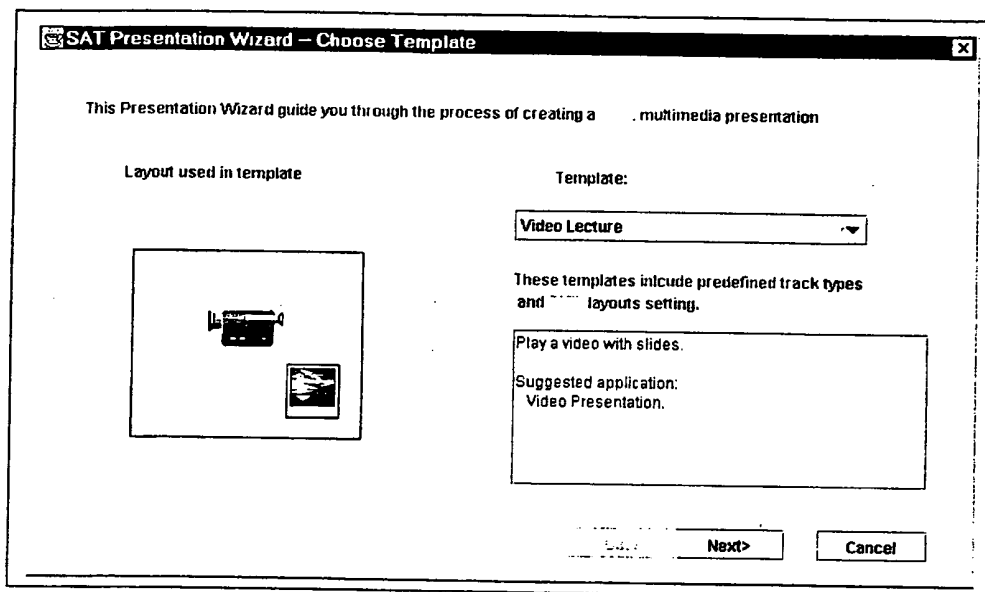 SAT Presentation Wizard – Choose Template
This Presentation Wizard guide you through the process of creating a . multimedia presentation
Layout used in template
Template:
Video Lecture
These templates inlcude predefined track types
and layouts setting.
Play a video with slides.
Suggested application:
Video Presentation.
Next>
Cancel